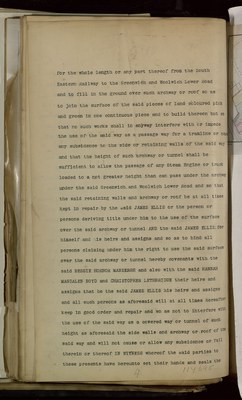 for the whole length or any part thereof from the South
Eastern Railway to the Greenwich and Woolwich Lower Road
and to fill in the ground over such archway or roof so as
to join the surface of the said pieces of land coloured pink
and green in one continuous piece and to build thereon but so
that no such works shall in anyway interfere with or impede
the use of the said way as a passage way for a tramline or
any subsidence to the side or retaining walls of the said way
and that the height of such archway or tunnel shall be
sufficient to allow the passage of any Steam Engine or truck
loaded to a not greater height than can pass under the
under the said Greenwich and Woolwich Lower Road and so that
the said retaining walls and archway or roof be at all times
kept in repair by the said JAMES ELLIS or the person or
persons deriving title under him to the use of the surface
over the said archway or tunnel AND the said JAMES ELLIS for
himself and his heirs and assigns and so as to bind all
persons claiming under him the right to use the said surface
over the said archway or tunnel hereby covenants with the
said and also with the said
BOYD and CHRISTOPHER their heirs and
assigns that he the said JAMES ELLIS his heirs and assigns
and all such persons as aforesaid will at all times hereafter
keep in good order and repair and so as not to interfere with
the use of the said way as a covered way or tunnel of such
height as aforesaid the side walls and archway or roof of the
said way and will not cause or allow any subsidence or fall
therein or thereof IN WITNESS whereof the said parties to
these presents have hereunto set their hands and seals the